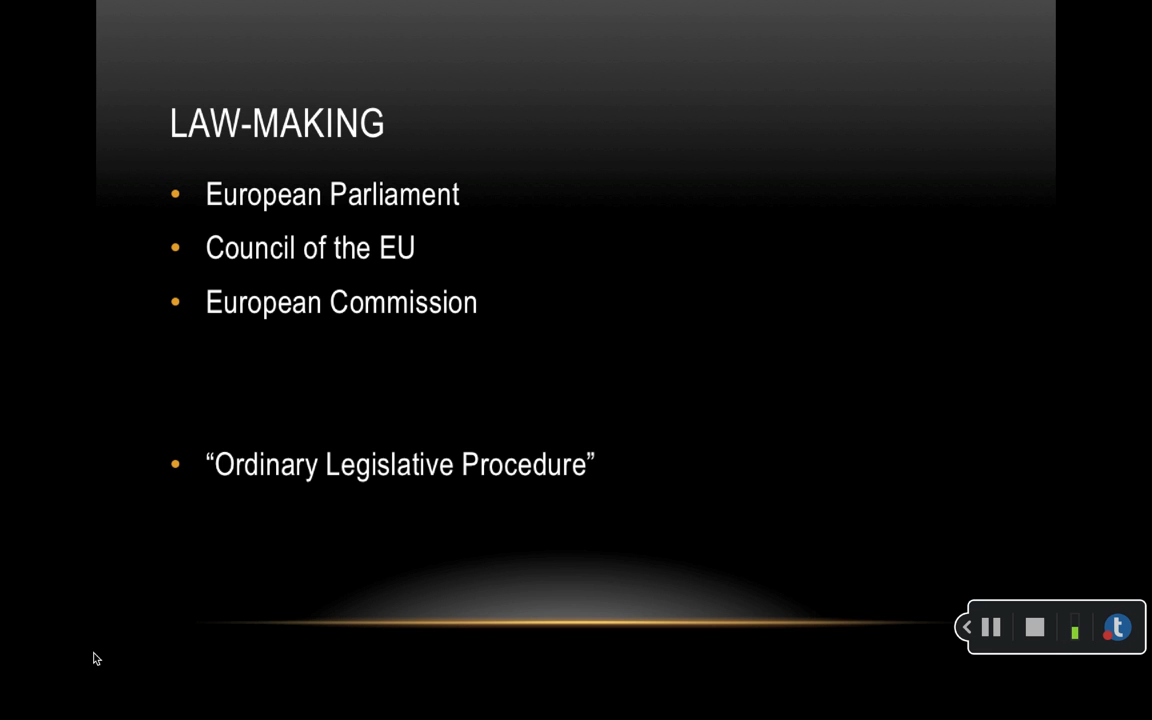 LAW-MAKING
• European Parliament
• Council of the EU
• European Commission
• “Ordinary Legislative Procedure”
t